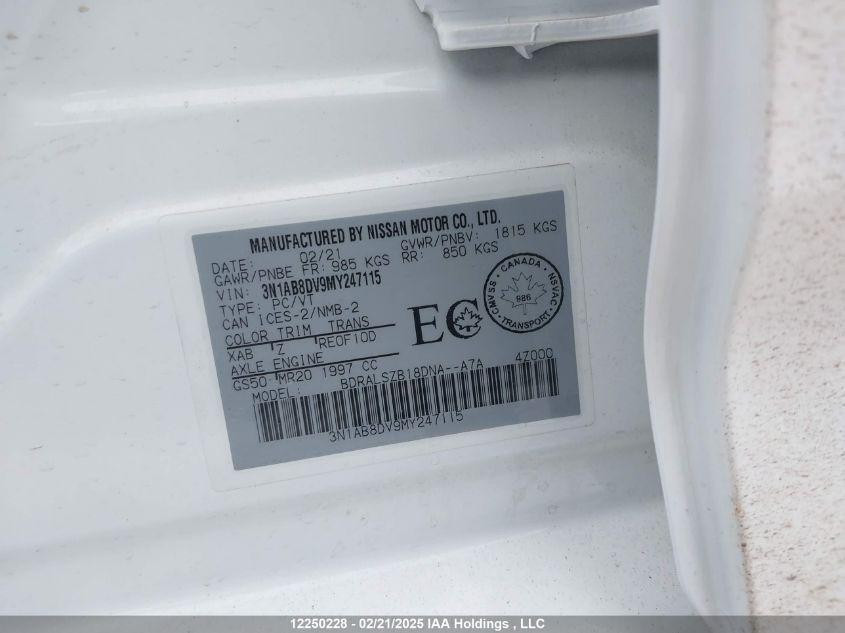 MANUFACTURED BY NISSAN MOTOR CO., LTD.
DATE: 02/21 GVWR/PNBV: 1815 KGS
GAWR/PNBE FR: 985 KGS RR: 850 KGS
VIN: 3N1AB8DV9MY247115
TYPE: PC/VT
CAN ICES-2/NMB-2
COLOR TRIM TRANS
XAB Z RE0F10D
AXLE ENGINE
GS50 MR20 1997 CC
MODEL: BDRALSZB18DNA--A7A 4Z000
3N1AB8DV9MY247115
EC
CANADA
CMVSS 986 NSVAC
TRANSPORT
12250228 - 02/21/2025 IAA Holdings , LLC